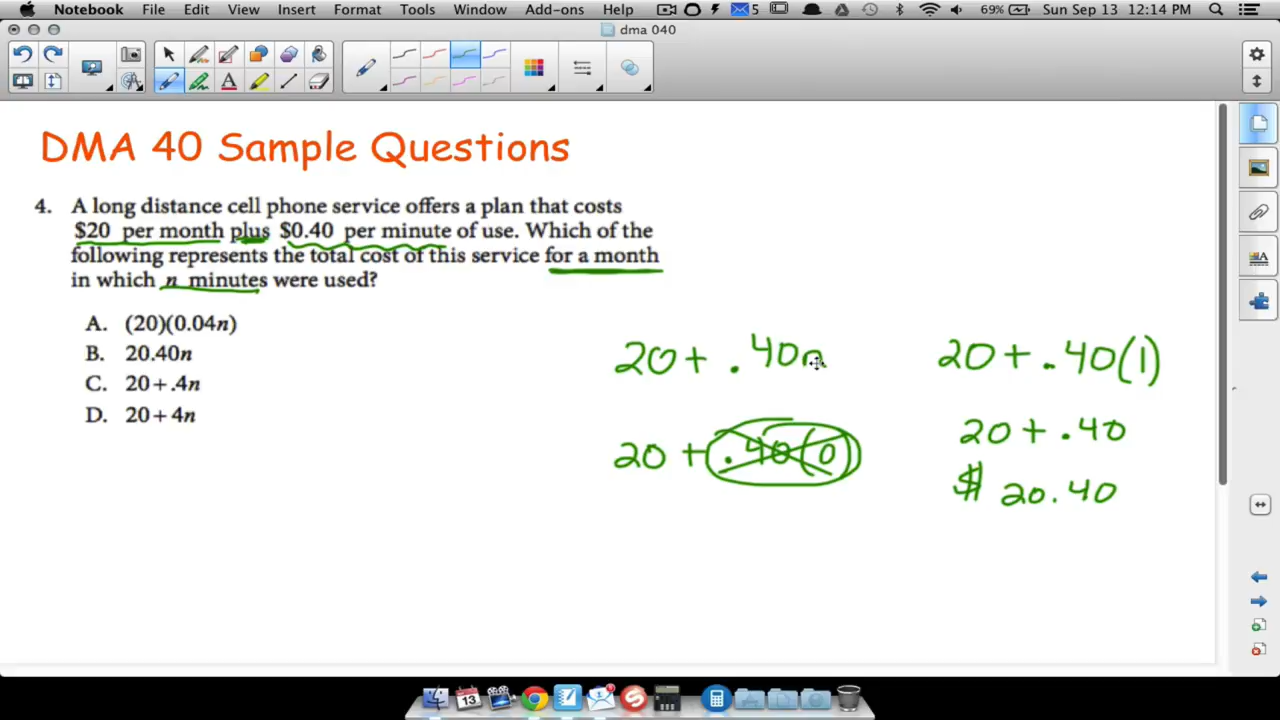 Notebook File Edit View Insert Format Tools Window Add-ons Help 5 69% Sun Sep 13 12:14 PM
dma 040
DMA 40 Sample Questions
4. A long distance cell phone service offers a plan that costs
$20 per month plus $0.40 per minute of use. Which of the
following represents the total cost of this service for a month
in which n minutes were used?
A. (20)(0.04n)
B. 20.40n
C. 20+.4n
D. 20+4n
20+ .40n
20 + .40(0)
20+ .40(1)
20 + .40
$ 20.40
13